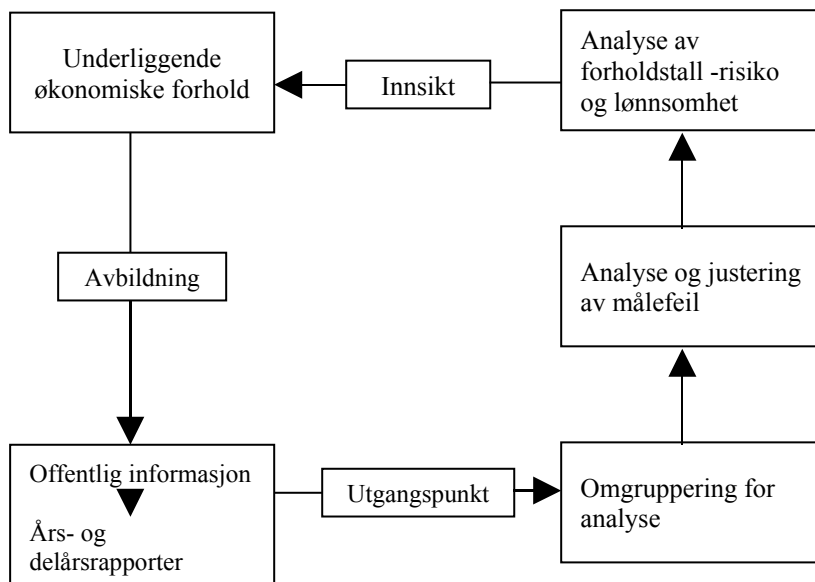 Underliggende
økonomiske forhold
Innsikt
Analyse av
forholdstall -risiko
og lønnsomhet
Avbildning
Analyse og justering
av målefeil
Offentlig informasjon
Års- og
delårsrapporter
Utgangspunkt
Omgruppering for
analyse